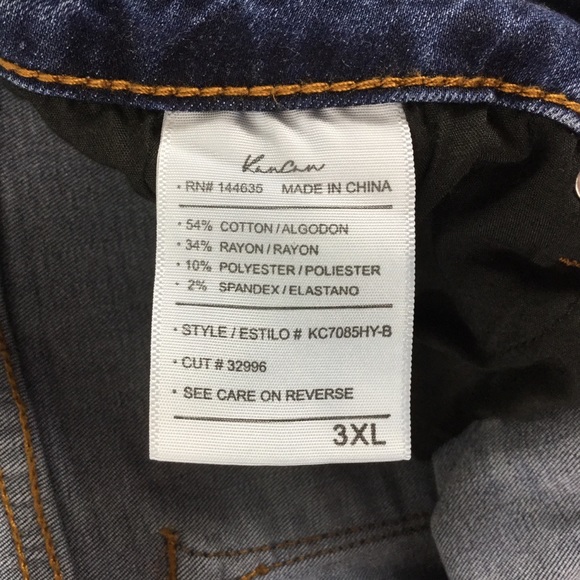 KanCan
• RN# 144635 MADE IN CHINA
• 54% COTTON / ALGODON
• 34% RAYON / RAYON
• 10% POLYESTER / POLIESTER
• 2% SPANDEX / ELASTANO
• STYLE / ESTILO # KC7085HY-B
• CUT # 32996
• SEE CARE ON REVERSE
3XL